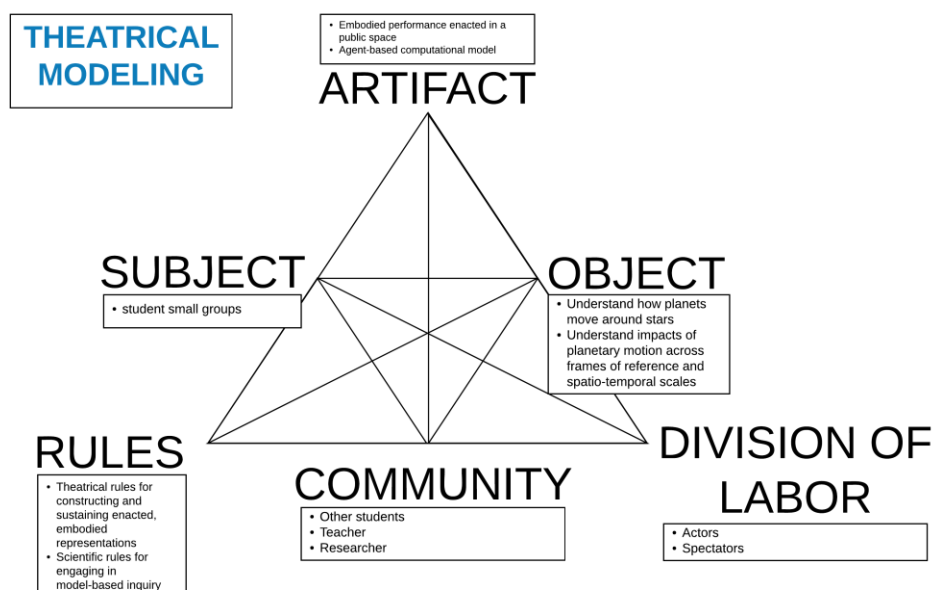 THEATRICAL
MODELING
• Embodied performance enacted in a
public space
• Agent-based computational model
ARTIFACT
SUBJECT
• student small groups
OBJECT
• Understand how planets
move around stars
• Understand impacts of
planetary motion across
frames of reference and
spatio-temporal scales
RULES
• Theatrical rules for
constructing and
sustaining enacted,
embodied
representations
• Scientific rules for
engaging in
model-based inquiry
COMMUNITY
• Other students
• Teacher
• Researcher
DIVISION OF
LABOR
• Actors
• Spectators